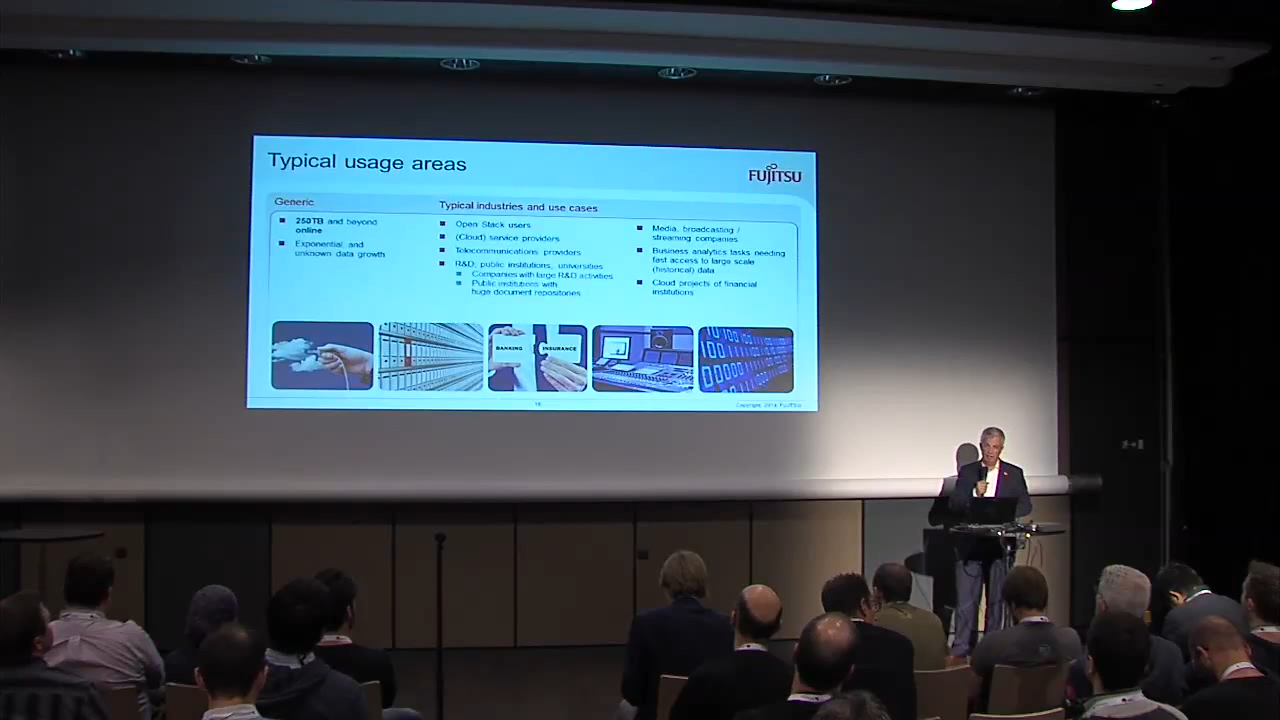 Typical usage areas
FUJITSU
Generic
250TB and beyond
online
Exponential and
unknown data growth
Typical industries and use cases
Open Stack users
(Cloud) service providers
Telecommunications providers
R&D, public institutions, universities
Companies with large R&D activities
Public institutions with
huge document repositories
Media, broadcasting /
streaming companies
Business analytics tasks needing
fast access to large scale
(historical) data
Cloud projects of financial
institutions
BANKING
INSURANCE